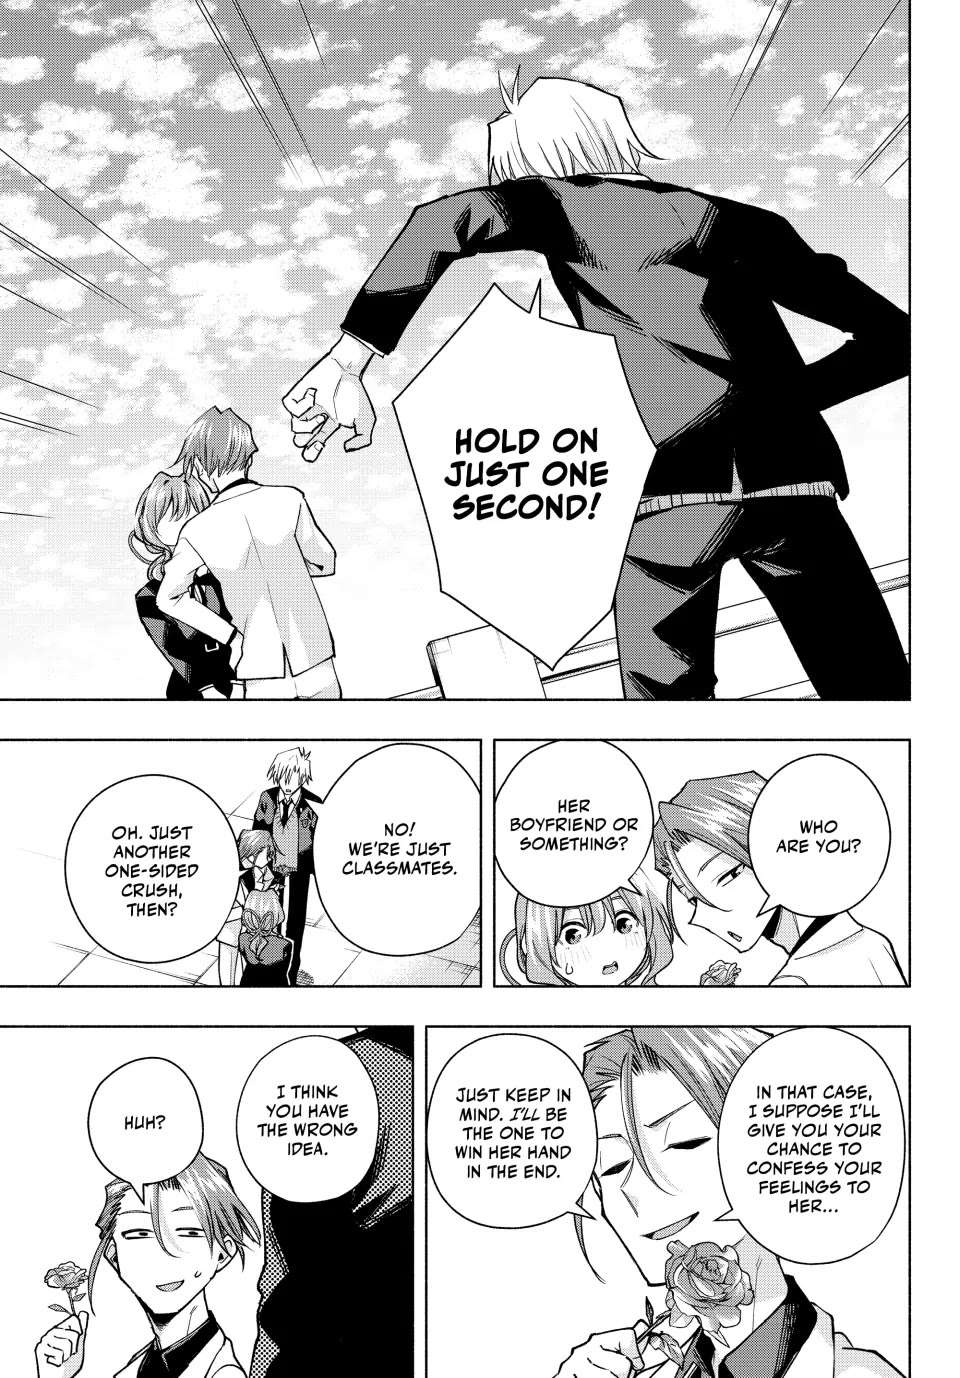 HOLD ON
JUST ONE
SECOND!
WHO
ARE YOU?
HER
BOYFRIEND OR
SOMETHING?
NO!
WE'RE JUST
CLASSMATES.
OH. JUST
ANOTHER
ONE-SIDED
CRUSH,
THEN?
IN THAT CASE,
I SUPPOSE I'LL
GIVE YOU YOUR
CHANCE TO
CONFESS YOUR
FEELINGS TO
HER...
JUST KEEP IN
MIND. I'LL BE
THE ONE TO
WIN HER HAND
IN THE END.
I THINK
YOU HAVE
THE WRONG
IDEA.
HUH?